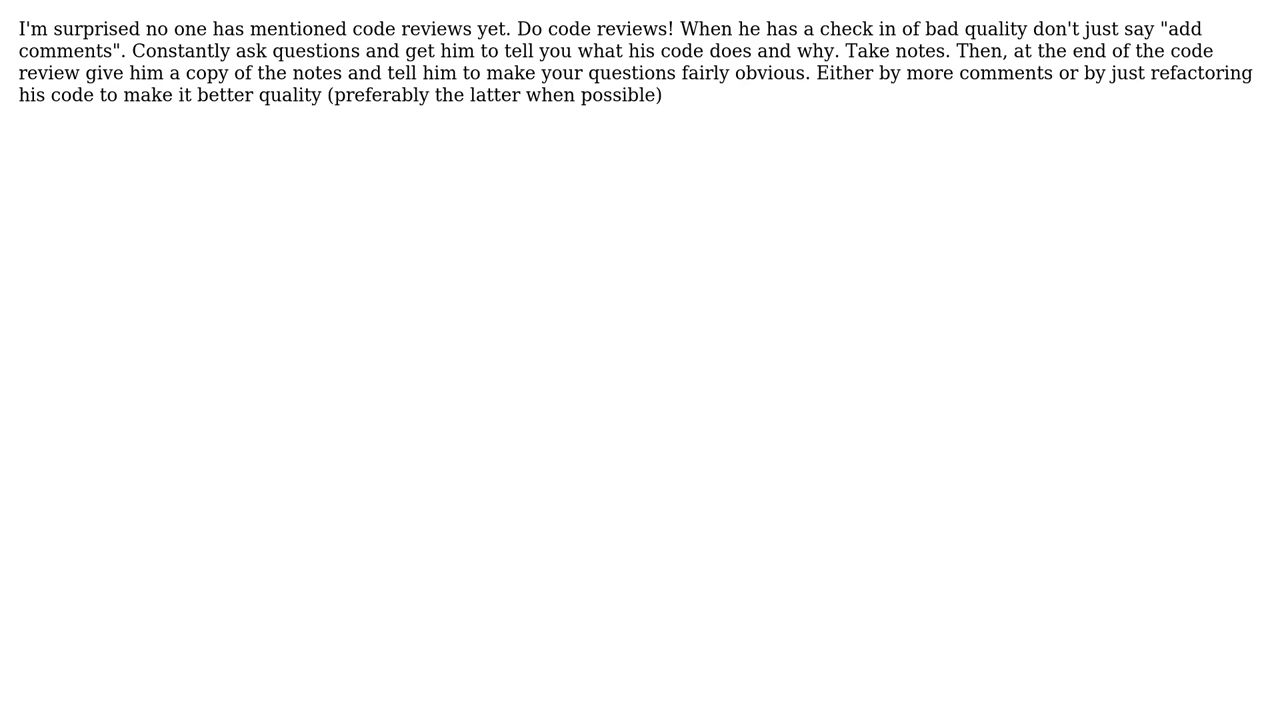 I'm surprised no one has mentioned code reviews yet. Do code reviews! When he has a check in of bad quality don't just say "add
comments". Constantly ask questions and get him to tell you what his code does and why. Take notes. Then, at the end of the code
review give him a copy of the notes and tell him to make your questions fairly obvious. Either by more comments or by just refactoring
his code to make it better quality (preferably the latter when possible)